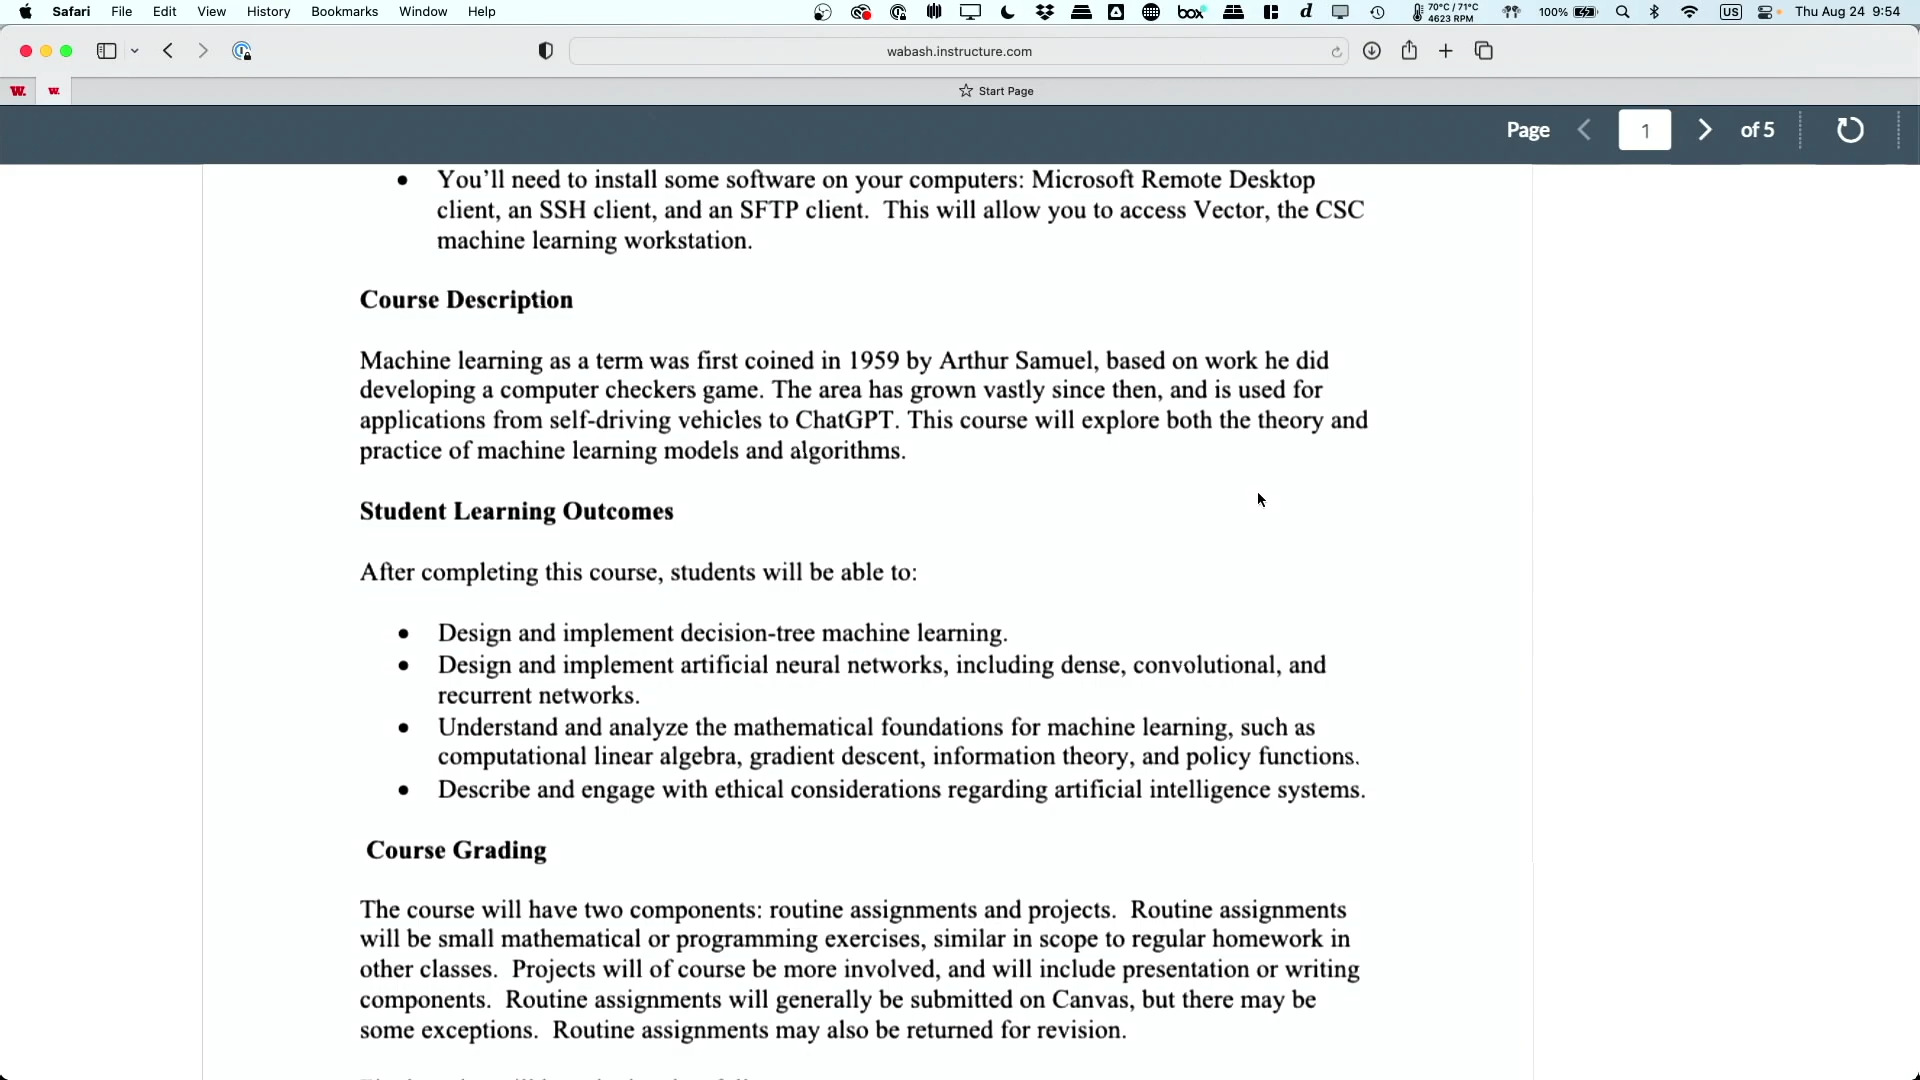 Safari File Edit View History Bookmarks Window Help
box
70°C / 71°C
4623 RPM
100%
US
Thu Aug 24 9:54
wabash.instructure.com
W.
W.
Start Page
Page 1 of 5
• You’ll need to install some software on your computers: Microsoft Remote Desktop
client, an SSH client, and an SFTP client. This will allow you to access Vector, the CSC
machine learning workstation.
Course Description
Machine learning as a term was first coined in 1959 by Arthur Samuel, based on work he did
developing a computer checkers game. The area has grown vastly since then, and is used for
applications from self-driving vehicles to ChatGPT. This course will explore both the theory and
practice of machine learning models and algorithms.
Student Learning Outcomes
After completing this course, students will be able to:
• Design and implement decision-tree machine learning.
• Design and implement artificial neural networks, including dense, convolutional, and
recurrent networks.
• Understand and analyze the mathematical foundations for machine learning, such as
computational linear algebra, gradient descent, information theory, and policy functions.
• Describe and engage with ethical considerations regarding artificial intelligence systems.
Course Grading
The course will have two components: routine assignments and projects. Routine assignments
will be small mathematical or programming exercises, similar in scope to regular homework in
other classes. Projects will of course be more involved, and will include presentation or writing
components. Routine assignments will generally be submitted on Canvas, but there may be
some exceptions. Routine assignments may also be returned for revision.